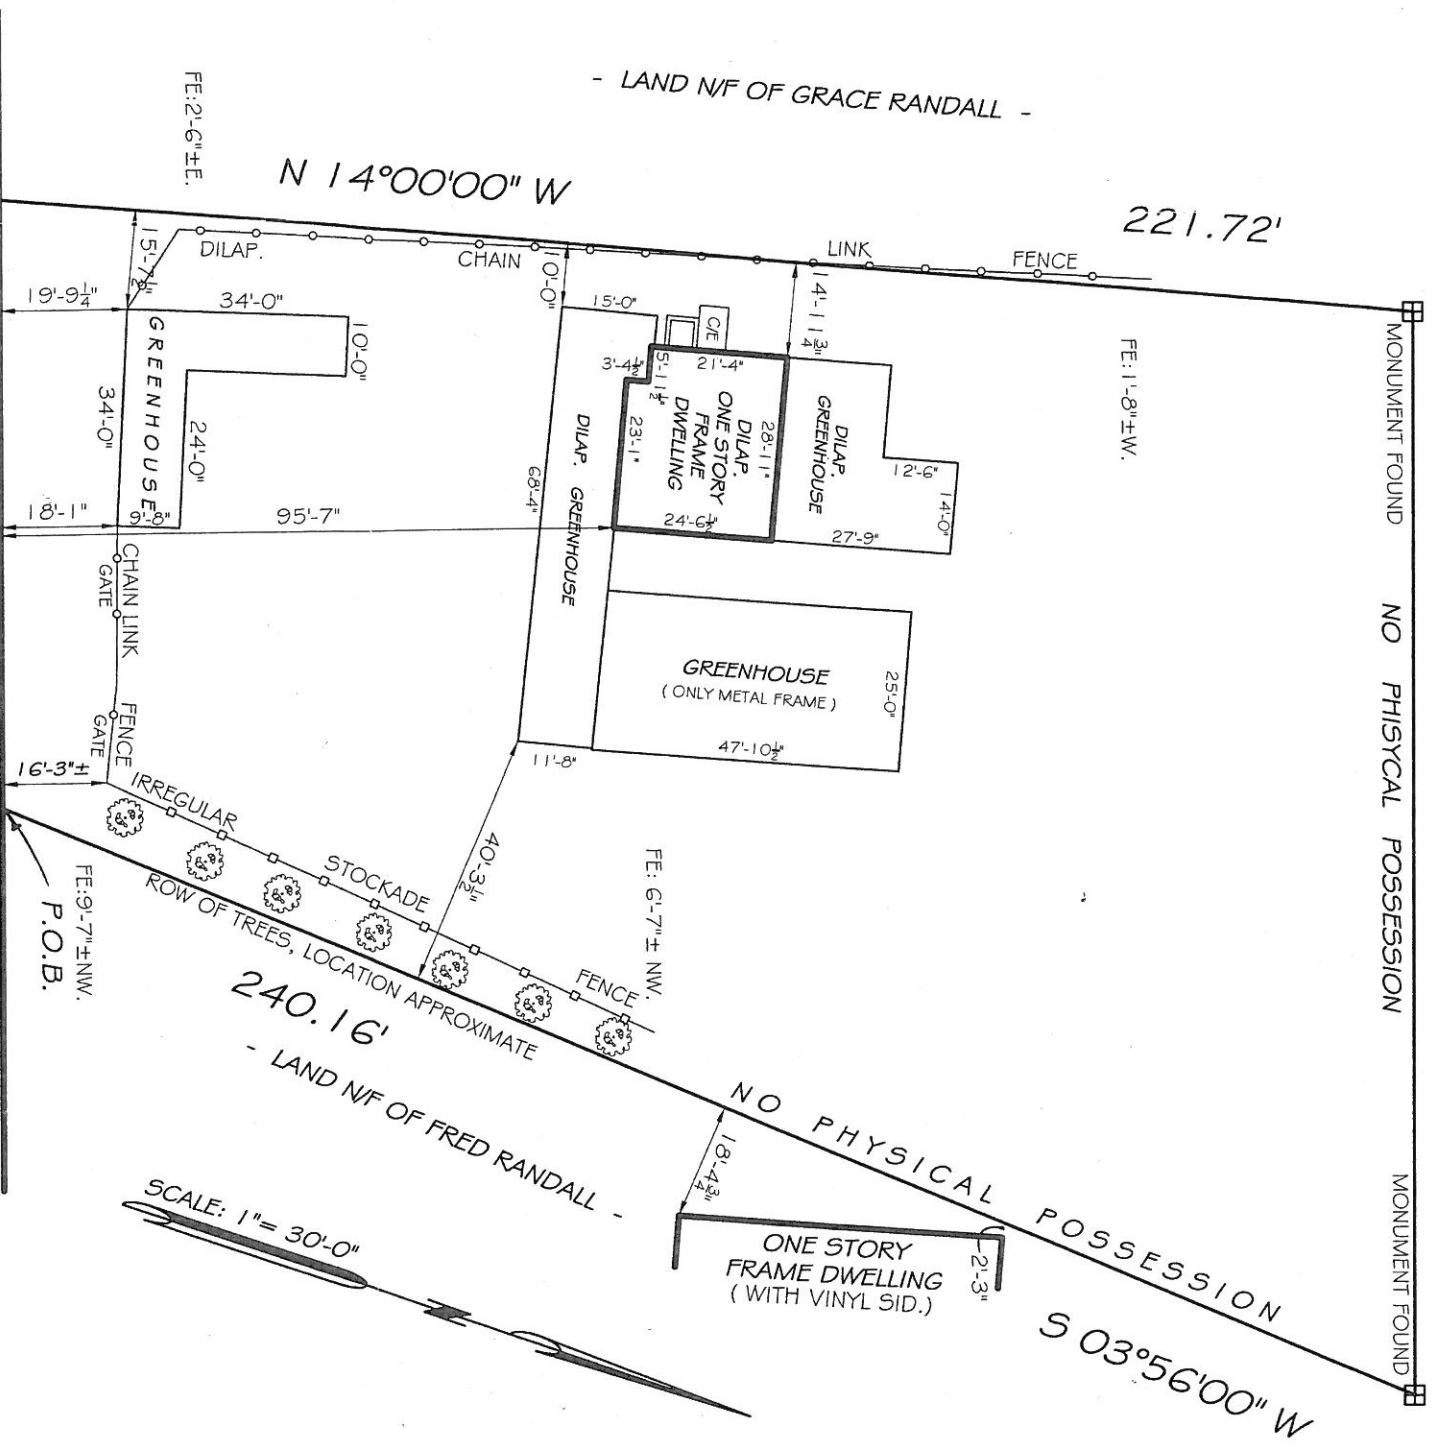 - LAND N/F OF GRACE RANDALL -
FE:2'-6"±E.
N 14°00'00" W
221.72'
DILAP.
CHAIN
LINK
FENCE
15'-7½"
10'-0"
14'-11¾"
19'-9¼"
34'-0"
10'-0"
GREENHOUSE
34'-0"
24'-0"
9'-8"
18'-1"
95'-7"
15'-0"
C/E
3'-4½"
5'-11½"
21'-4"
DILAP.
ONE STORY
FRAME
DWELLING
23'-1"
28'-11"
24'-6½"
DILAP.
GREENHOUSE
12'-6"
14'-0"
27'-9"
FE: 1'-8"±W.
MONUMENT FOUND
NO PHISYCAL POSSESSION
MONUMENT FOUND
68'-4"
DILAP. GREENHOUSE
11'-8"
GREENHOUSE
( ONLY METAL FRAME )
25'-0"
47'-10½"
CHAIN LINK
GATE
FENCE
GATE
16'-3"±
IRREGULAR
STOCKADE
FENCE
40'-3½"
FE: 6'-7"± NW.
ROW OF TREES, LOCATION APPROXIMATE
FE:9'-7"±NW.
P.O.B.
240.16'
- LAND N/F OF FRED RANDALL -
NO PHYSICAL POSSESSION
18'-4¾"
ONE STORY
FRAME DWELLING
( WITH VINYL SID.)
2'-3"
S 03°56'00" W
SCALE: 1"= 30'-0"